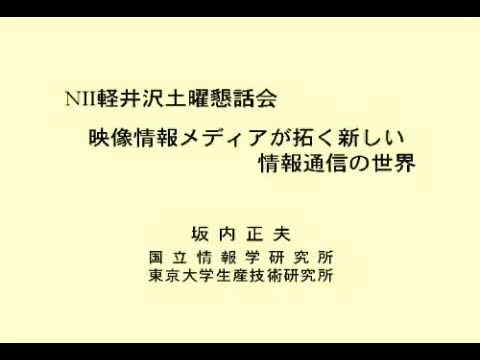 NII軽井沢土曜懇話会
映像情報メディアが拓く新しい
情報通信の世界
坂内正夫
国立情報学研究所
東京大学生産技術研究所